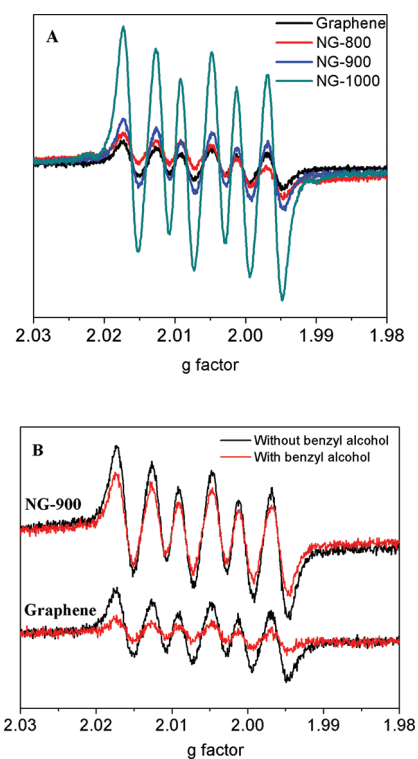 A
Graphene
NG-800
NG-900
NG-1000
2.03 2.02 2.01 2.00 1.99 1.98
g factor
B
Without benzyl alcohol
With benzyl alcohol
NG-900
Graphene
2.03 2.02 2.01 2.00 1.99 1.98
g factor